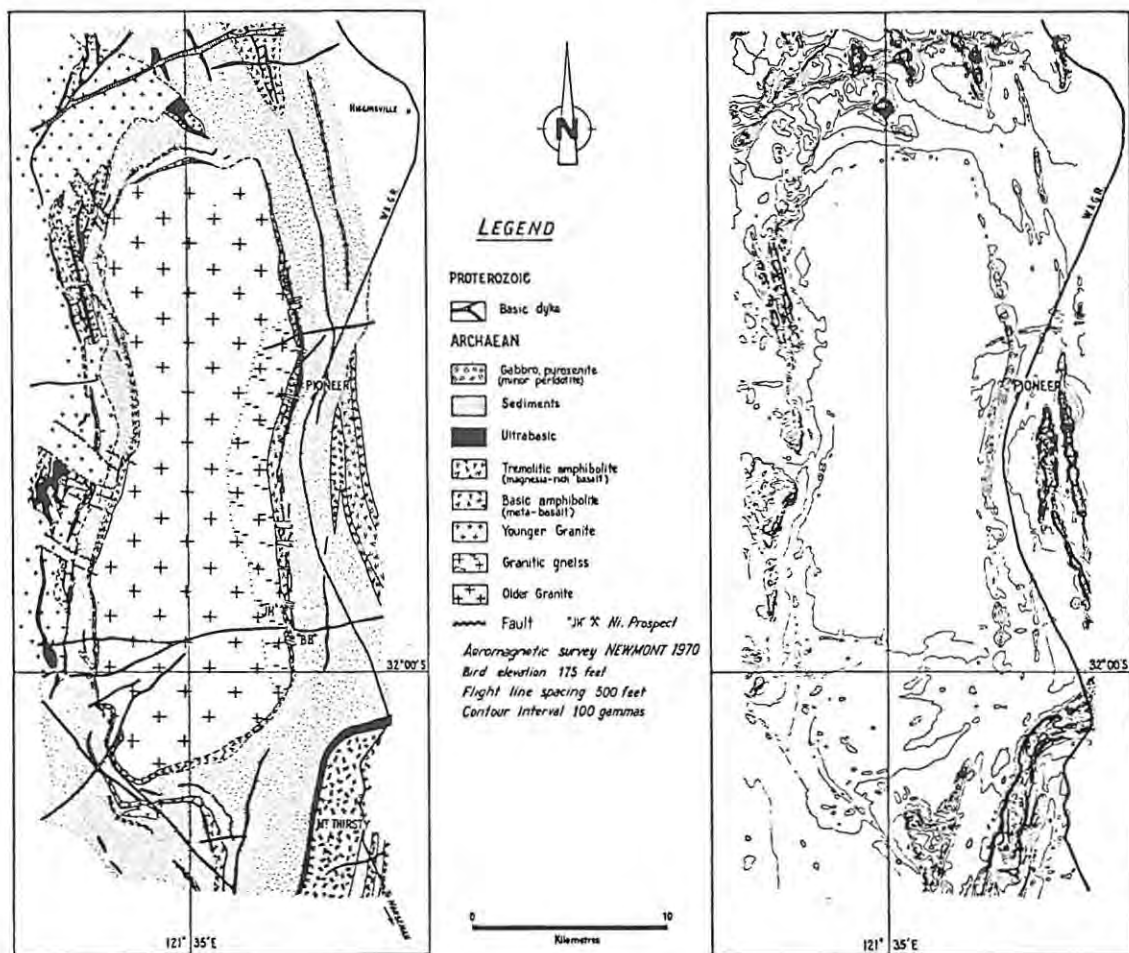 HIGGINSVILLE
W.A.G.R.
PIONEER
"JH"
"BB"
32°00'S
MT THIRSTY
TO NORSEMAN
121° 35'E
N
LEGEND
PROTEROZOIC
Basic dyke
ARCHAEAN
Gabbro, pyroxenite
(minor peridotite)
Sediments
Ultrabasic
Tremolitic amphibolite
(magnesia-rich basalt)
Basic amphibolite
(meta-basalt)
Younger Granite
Granitic gneiss
Older Granite
Fault "JH" Ni. Prospect
Aeromagnetic survey NEWMONT 1970
Bird elevation 175 feet
Flight line spacing 500 feet
Contour Interval 100 gammas
0 10
Kilometres
W.A.G.R.
PIONEER
32°00'S
121° 35'E